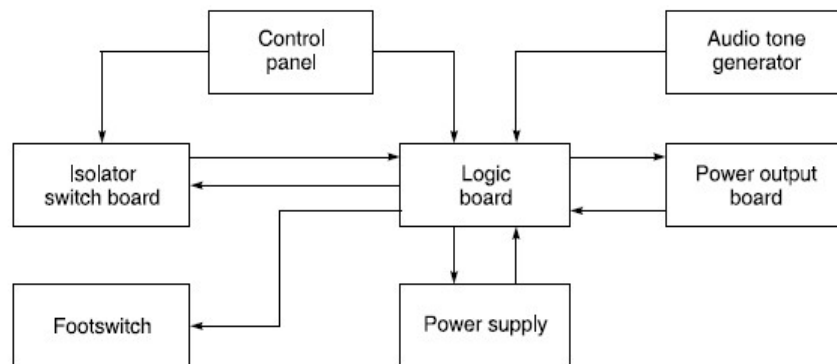 Control
panel
Audio tone
generator
Isolator
switch board
Logic
board
Power output
board
Footswitch
Power supply